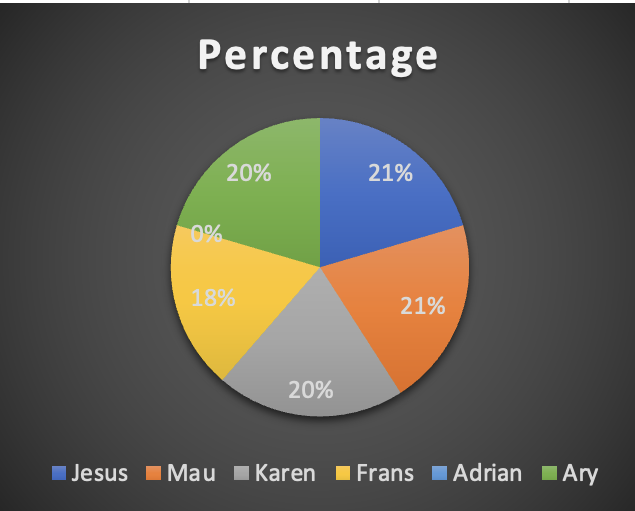 Percentage
20% 21%
0%
18% 21%
20%
Jesus Mau Karen Frans Adrian Ary